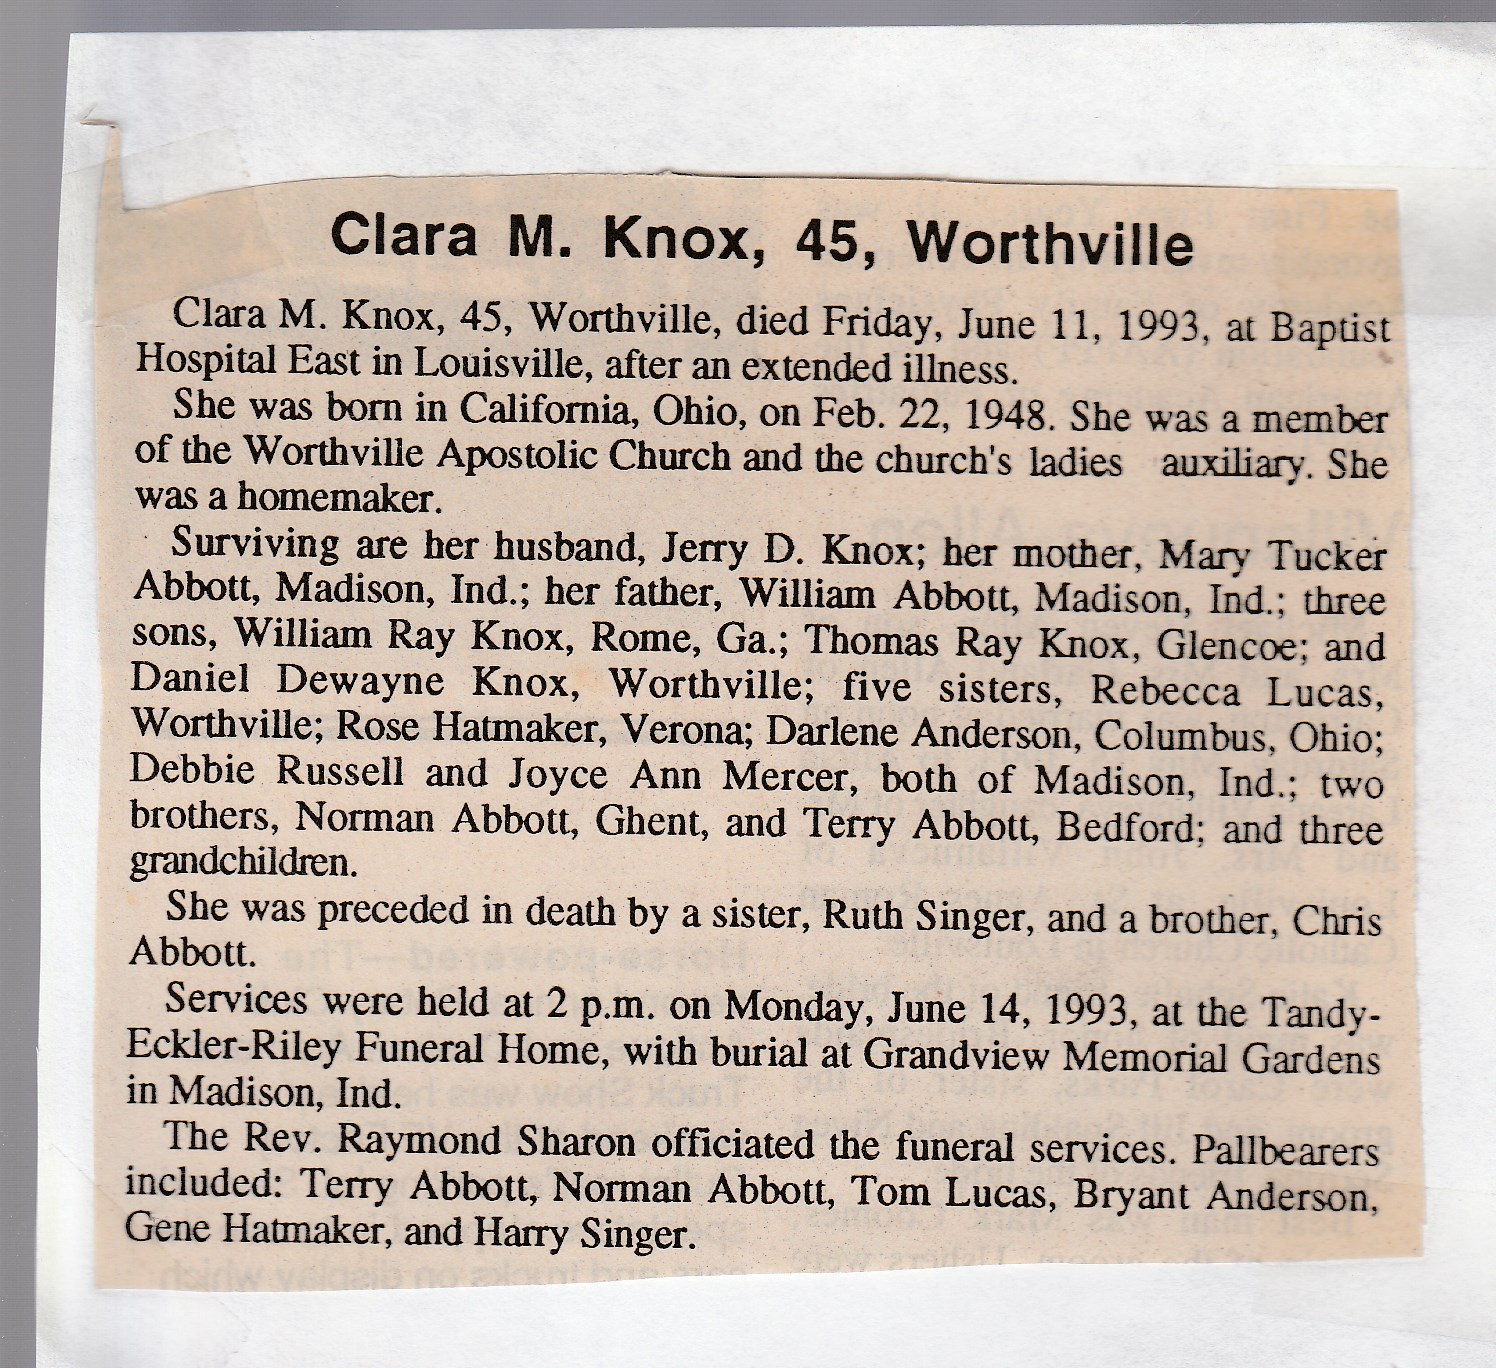 Clara M. Knox, 45, Worthville
Clara M. Knox, 45, Worthville, died Friday, June 11, 1993, at Baptist
Hospital East in Louisville, after an extended illness.
She was born in California, Ohio, on Feb. 22, 1948. She was a member
of the Worthville Apostolic Church and the church's ladies auxiliary. She
was a homemaker.
Surviving are her husband, Jerry D. Knox; her mother, Mary Tucker
Abbott, Madison, Ind.; her father, William Abbott, Madison, Ind.; three
sons, William Ray Knox, Rome, Ga.; Thomas Ray Knox, Glencoe; and
Daniel Dewayne Knox, Worthville; five sisters, Rebecca Lucas,
Worthville; Rose Hatmaker, Verona; Darlene Anderson, Columbus, Ohio;
Debbie Russell and Joyce Ann Mercer, both of Madison, Ind.; two
brothers, Norman Abbott, Ghent, and Terry Abbott, Bedford; and three
grandchildren.
She was preceded in death by a sister, Ruth Singer, and a brother, Chris
Abbott.
Services were held at 2 p.m. on Monday, June 14, 1993, at the Tandy-
Eckler-Riley Funeral Home, with burial at Grandview Memorial Gardens
in Madison, Ind.
The Rev. Raymond Sharon officiated the funeral services. Pallbearers
included: Terry Abbott, Norman Abbott, Tom Lucas, Bryant Anderson,
Gene Hatmaker, and Harry Singer.